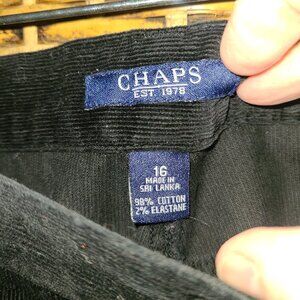 CHAPS
EST 1978
16
MADE IN
SRI LANKA
98% COTTON
2% ELASTANE